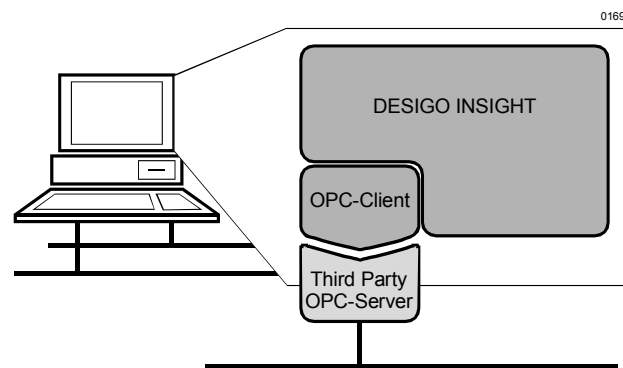 0169
DESIGO INSIGHT
OPC-Client
Third Party
OPC-Server